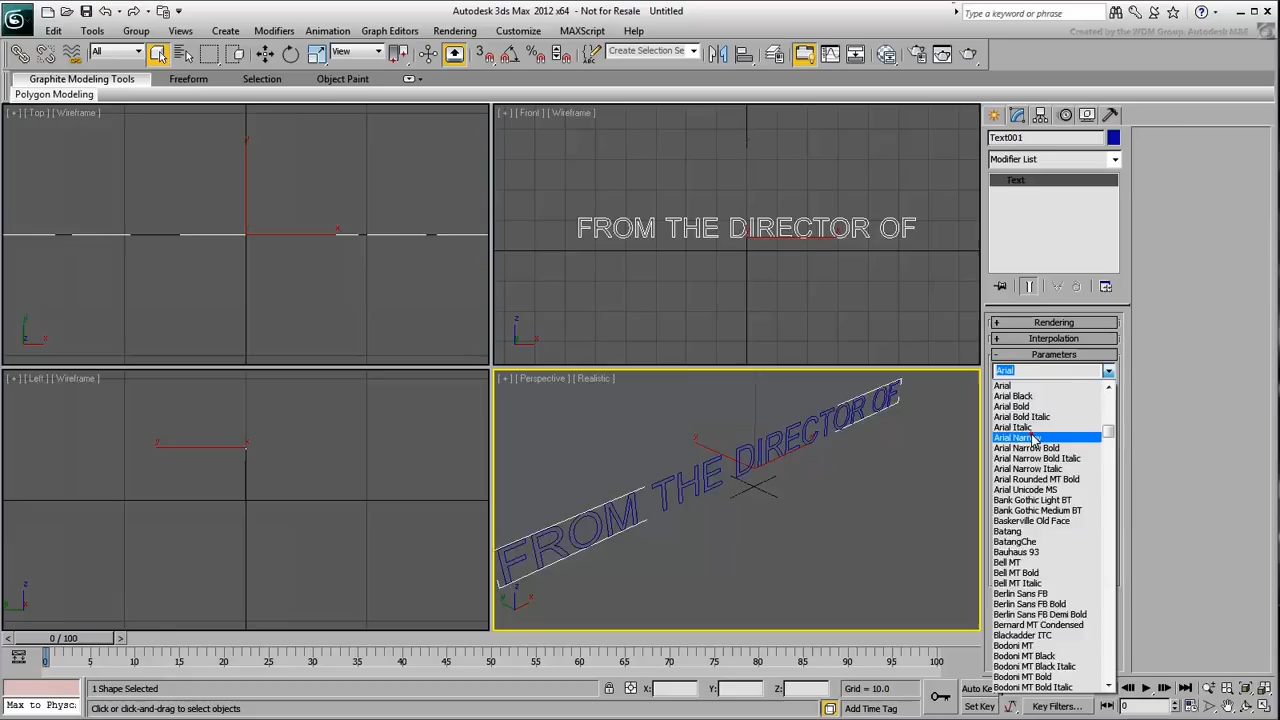 Autodesk 3ds Max 2012 x64 - Not for Resale Untitled
Type a keyword or phrase
Edit Tools Group Views Create Modifiers Animation Graph Editors Rendering Customize MAXScript Help
Created by the WDM Group. Autodesk M&E
All View 3 Create Selection Se
Graphite Modeling Tools Freeform Selection Object Paint
Polygon Modeling
[ + ] [ Top ] [ Wireframe ]
[ + ] [ Front ] [ Wireframe ]
FROM THE DIRECTOR OF
[ + ] [ Left ] [ Wireframe ]
[ + ] [ Perspective ] [ Realistic ]
FROM THE DIRECTOR OF
Text001
Modifier List
Text
+ Rendering
+ Interpolation
- Parameters
Arial
Arial
Arial Black
Arial Bold
Arial Bold Italic
Arial Italic
Arial Narrow
Arial Narrow Bold
Arial Narrow Bold Italic
Arial Narrow Italic
Arial Rounded MT Bold
Arial Unicode MS
Bank Gothic Light BT
Bank Gothic Medium BT
Baskerville Old Face
Batang
BatangChe
Bauhaus 93
Bell MT
Bell MT Bold
Bell MT Italic
Berlin Sans FB
Berlin Sans FB Bold
Berlin Sans FB Demi Bold
Bernard MT Condensed
Blackadder ITC
Bodoni MT
Bodoni MT Black
Bodoni MT Black Italic
Bodoni MT Bold
Bodoni MT Bold Italic
< 0 / 100 >
0 5 10 15 20 25 30 35 40 45 50 55 60 65 70 75 80 85 90 95 100
1 Shape Selected
X: Y: Z:
Grid = 10.0
Auto Ke
Max to Physc
Click or click-and-drag to select objects
Add Time Tag
Set Key
Key Filters...
0